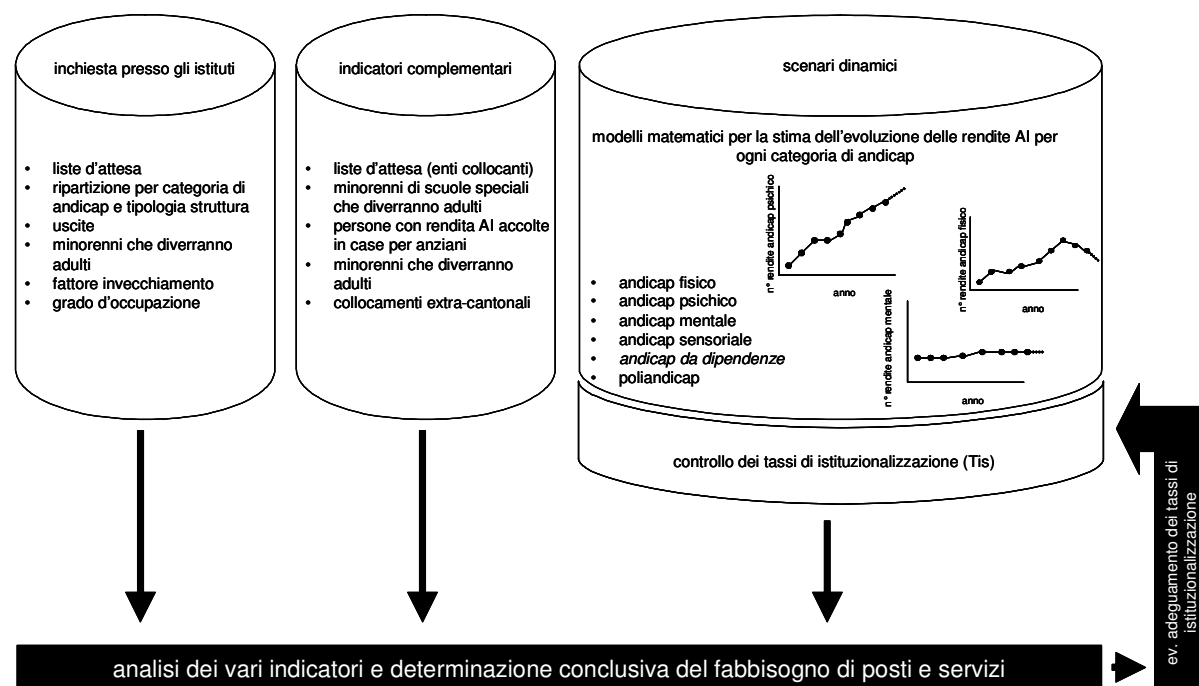 inchiesta presso gli istituti
• liste d'attesa
• ripartizione per categoria di
andicap e tipologia struttura
• uscite
• minorenni che diverranno
adulti
• fattore invecchiamento
• grado d'occupazione
indicatori complementari
• liste d'attesa (enti collocanti)
• minorenni di scuole speciali
che diverranno adulti
• persone con rendita AI accolte
in case per anziani
• minorenni che diverranno
adulti
• collocamenti extra-cantonali
scenari dinamici
modelli matematici per la stima dell'evoluzione delle rendite AI per
ogni categoria di andicap
n° rendite andicap psichico
anno
n° rendite andicap fisico
anno
n° rendite andicap mentale
anno
• andicap fisico
• andicap psichico
• andicap mentale
• andicap sensoriale
• andicap da dipendenze
• poliandicap
controllo dei tassi di istituzionalizzazione (Tis)
ev. adeguamento dei tassi di
istituzionalizzazione
analisi dei vari indicatori e determinazione conclusiva del fabbisogno di posti e servizi